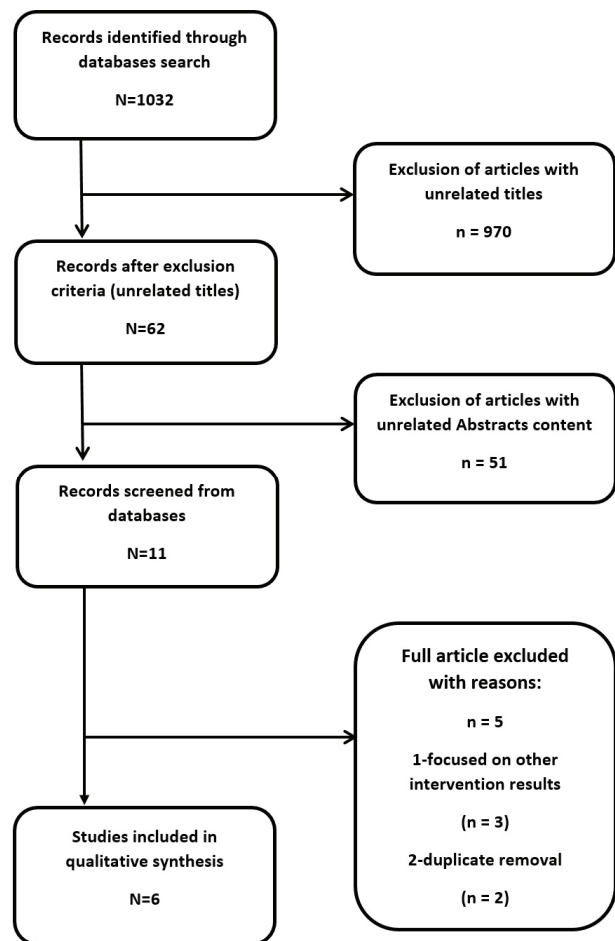 Records identified through
databases search
N=1032
Exclusion of articles with
unrelated titles
n = 970
Records after exclusion
criteria (unrelated titles)
N=62
Exclusion of articles with
unrelated Abstracts content
n = 51
Records screened from
databases
N=11
Full article excluded
with reasons:
n = 5
1-focused on other
intervention results
(n = 3)
2-duplicate removal
(n = 2)
Studies included in
qualitative synthesis
N=6